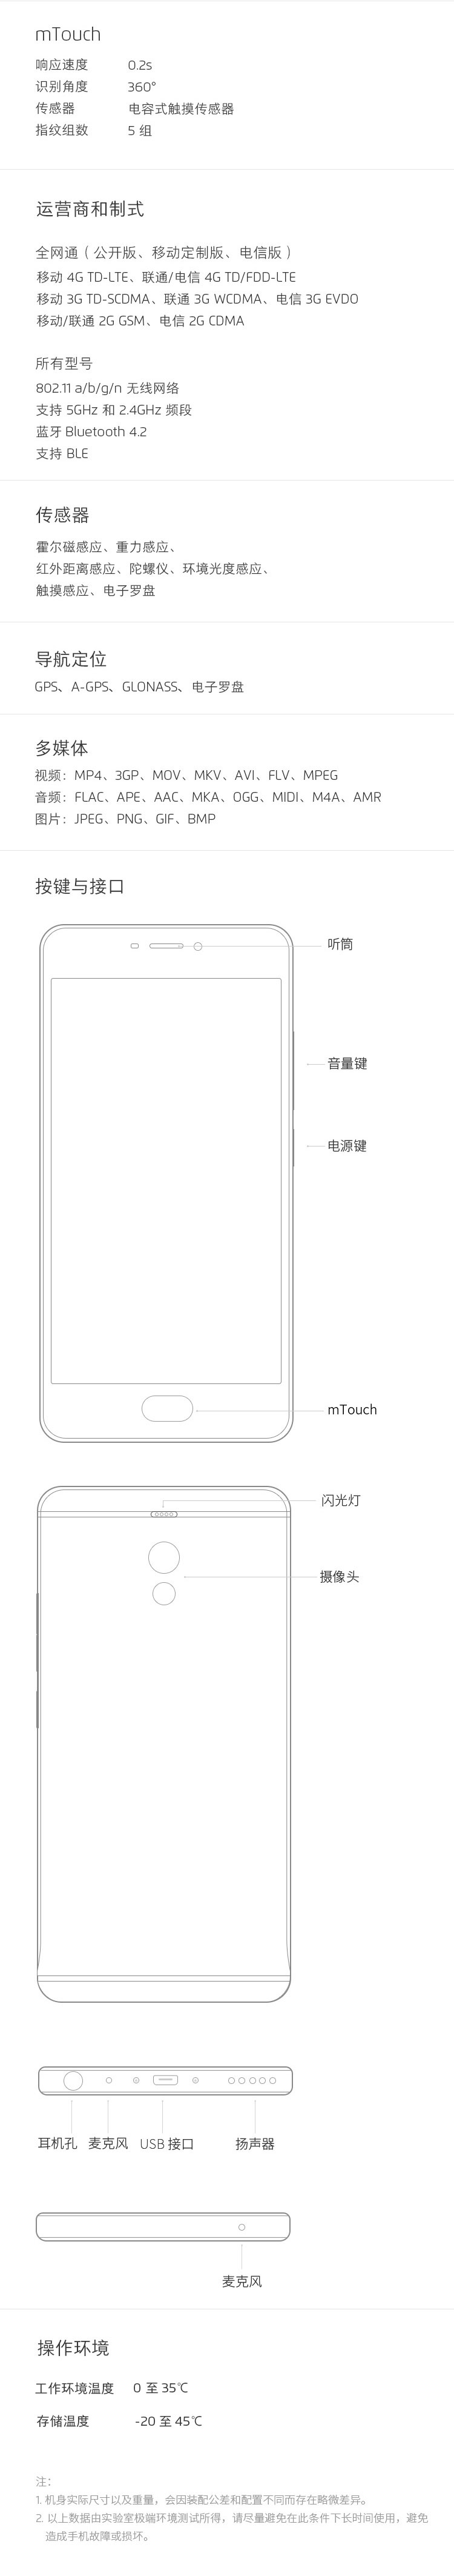 mTouch
响应速度 0.2s
识别角度 360°
传感器 电容式触摸传感器
指纹组数 5 组
运营商和制式
全网通（公开版、移动定制版、电信版）
移动 4G TD-LTE、联通/电信 4G TD/FDD-LTE
移动 3G TD-SCDMA、联通 3G WCDMA、电信 3G EVDO
移动/联通 2G GSM、电信 2G CDMA
所有型号
802.11 a/b/g/n 无线网络
支持 5GHz 和 2.4GHz 频段
蓝牙 Bluetooth 4.2
支持 BLE
传感器
霍尔磁感应、重力感应、
红外距离感应、陀螺仪、环境光度感应、
触摸感应、电子罗盘
导航定位
GPS、A-GPS、GLONASS、电子罗盘
多媒体
视频：MP4、3GP、MOV、MKV、AVI、FLV、MPEG
音频：FLAC、APE、AAC、MKA、OGG、MIDI、M4A、AMR
图片：JPEG、PNG、GIF、BMP
按键与接口
听筒
音量键
电源键
mTouch
闪光灯
摄像头
耳机孔 麦克风 USB 接口 扬声器
麦克风
操作环境
工作环境温度 0 至 35℃
存储温度 -20 至 45℃
注：
1. 机身实际尺寸以及重量，会因装配公差和配置不同而存在略微差异。
2. 以上数据由实验室极端环境测试所得，请尽量避免在此条件下长时间使用，避免
造成手机故障或损坏。